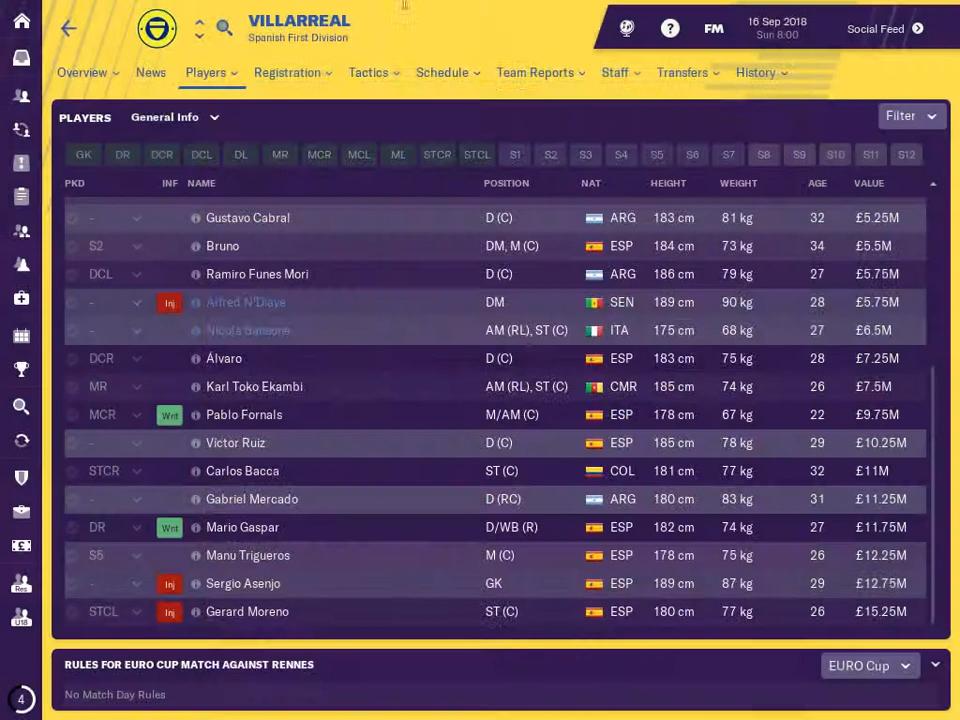 VILLARREAL
Spanish First Division
FM
16 Sep 2018
Sun 8:00
Social Feed
Overview News Players Registration Tactics Schedule Team Reports Staff Transfers History
PLAYERS General Info Filter
GK DR DCR DCL DL MR MCR MCL ML STCR STCL S1 S2 S3 S4 S5 S6 S7 S8 S9 S10 S11 S12
PKD INF NAME POSITION NAT HEIGHT WEIGHT AGE VALUE
- Gustavo Cabral D (C) ARG 183 cm 81 kg 32 £5.25M
S2 Bruno DM, M (C) ESP 184 cm 73 kg 34 £5.5M
DCL Ramiro Funes Mori D (C) ARG 186 cm 79 kg 27 £5.75M
- Inj Alfred N'Diaye DM SEN 189 cm 90 kg 28 £5.75M
- Nicola Sansone AM (RL), ST (C) ITA 175 cm 68 kg 27 £6.5M
DCR Álvaro D (C) ESP 183 cm 75 kg 28 £7.25M
MR Karl Toko Ekambi AM (RL), ST (C) CMR 185 cm 74 kg 26 £7.5M
MCR Wnt Pablo Fornals M/AM (C) ESP 178 cm 67 kg 22 £9.75M
- Víctor Ruiz D (C) ESP 185 cm 78 kg 29 £10.25M
STCR Carlos Bacca ST (C) COL 181 cm 77 kg 32 £11M
- Gabriel Mercado D (RC) ARG 180 cm 83 kg 31 £11.25M
DR Wnt Mario Gaspar D/WB (R) ESP 182 cm 74 kg 27 £11.75M
S5 Manu Trigueros M (C) ESP 178 cm 75 kg 26 £12.25M
- Inj Sergio Asenjo GK ESP 189 cm 87 kg 29 £12.75M
STCL Inj Gerard Moreno ST (C) ESP 180 cm 77 kg 26 £15.25M
RULES FOR EURO CUP MATCH AGAINST RENNES EURO Cup
No Match Day Rules
Res
U18
4